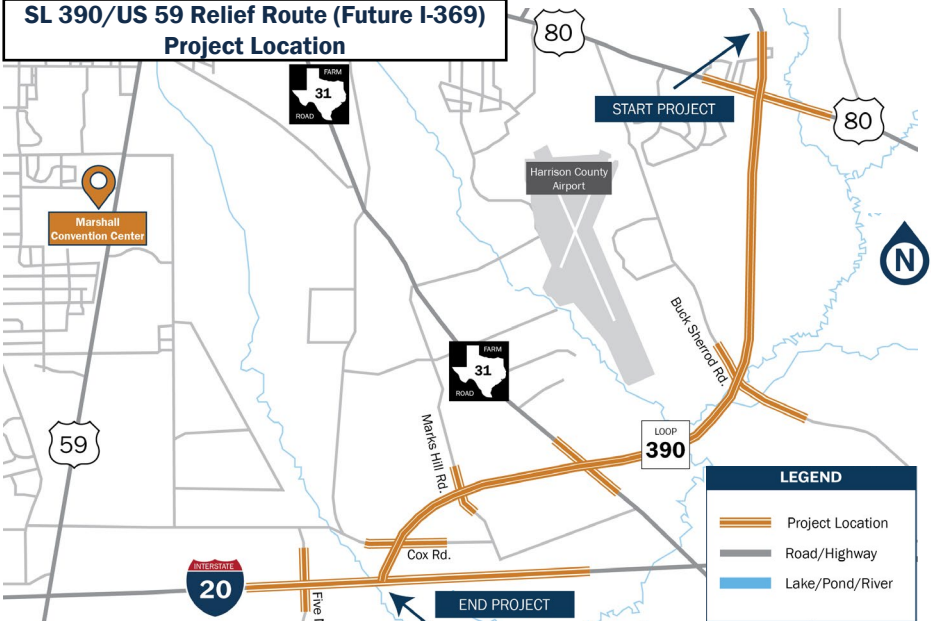 SL 390/US 59 Relief Route (Future I-369)
Project Location
80
FARM
31
ROAD
START PROJECT
80
Harrison County
Airport
Marshall
Convention Center
N
Buck Sherrod Rd.
FARM
31
ROAD
Marks Hill Rd.
LOOP
390
59
LEGEND
Project Location
Road/Highway
Lake/Pond/River
Cox Rd.
INTERSTATE
20
Five
END PROJECT